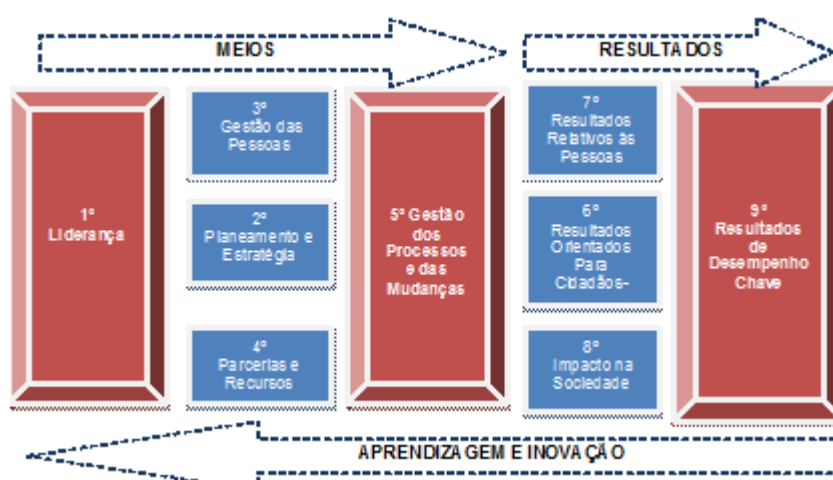 MEIOS
RESULTADOS
1º
Liderança
3º
Gestão das
Pessoas
2º
Planeamento e
Estratégia
4º
Parcerias e
Recursos
5º Gestão
dos
Processos
e das
Mudanças
7º
Resultados
Relativos às
Pessoas
6º
Resultados
Orientados
Para
Cidadãos-
8º
Impacto na
Sociedade
9º
Resultados
de
Desempenho
Chave
APRENDIZAGEM E INOVAÇÃO